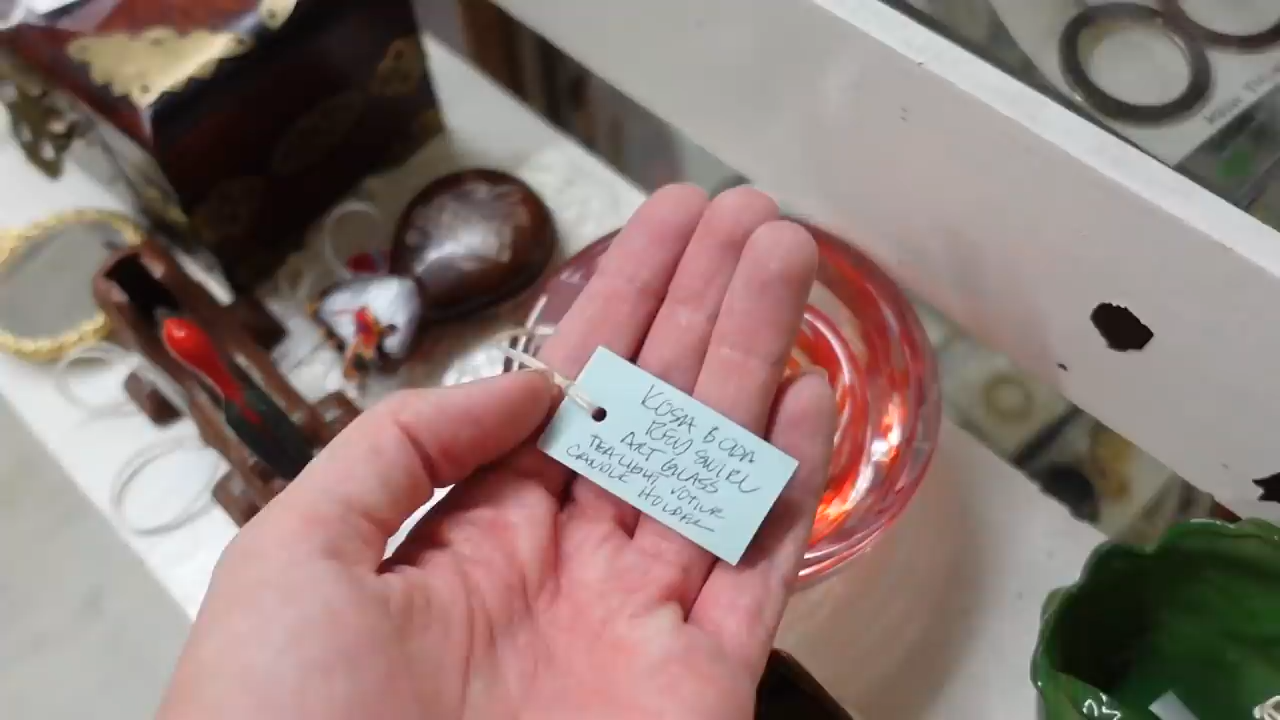 KOSTA BODA
RED SWIRL
ART GLASS
TEALIGHT VOTIVE
CANDLE HOLDER